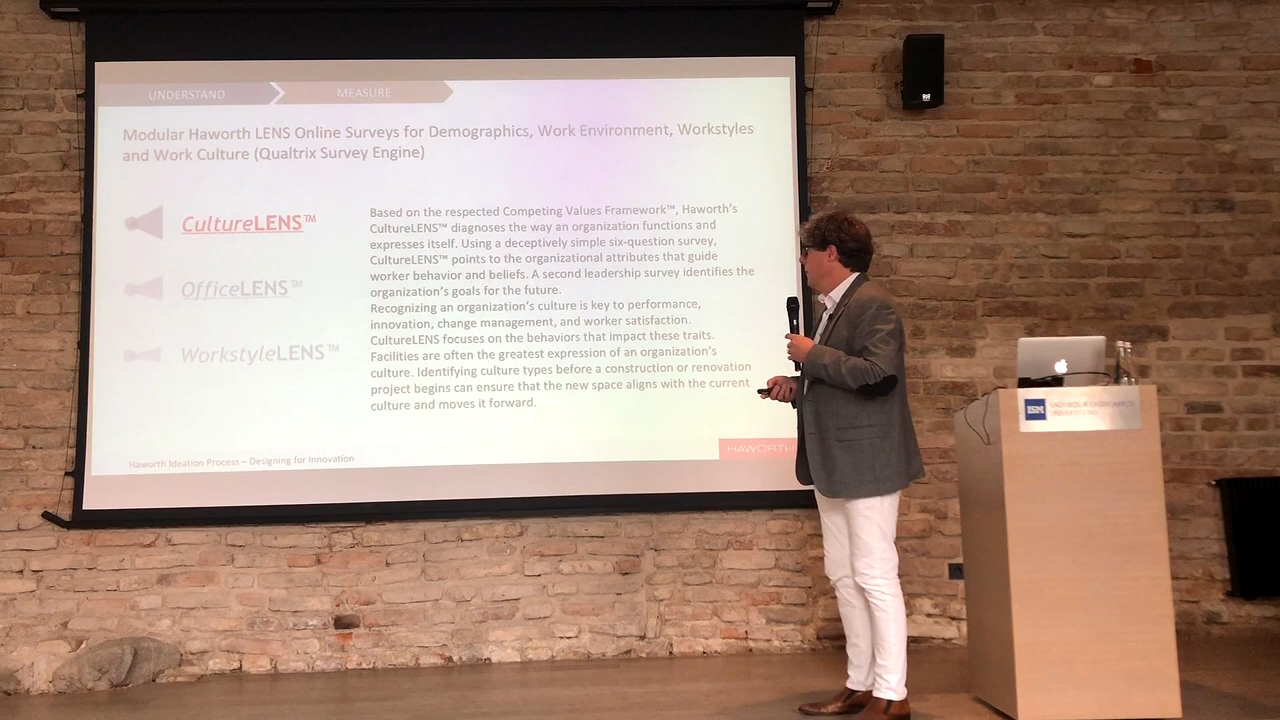 UNDERSTAND
MEASURE
Modular Haworth LENS Online Surveys for Demographics, Work Environment, Workstyles
and Work Culture (Qualtrix Survey Engine)
CultureLENS™
OfficeLENS™
WorkstyleLENS™
Based on the respected Competing Values Framework™, Haworth's
CultureLENS™ diagnoses the way an organization functions and
expresses itself. Using a deceptively simple six-question survey,
CultureLENS™ points to the organizational attributes that guide
worker behavior and beliefs. A second leadership survey identifies the
organization's goals for the future.
Recognizing an organization's culture is key to performance,
innovation, change management, and worker satisfaction.
CultureLENS focuses on the behaviors that impact these traits.
Facilities are often the greatest expression of an organization's
culture. Identifying culture types before a construction or renovation
project begins can ensure that the new space aligns with the current
culture and moves it forward.
Haworth Ideation Process – Designing for Innovation
HAWORTH
ISM